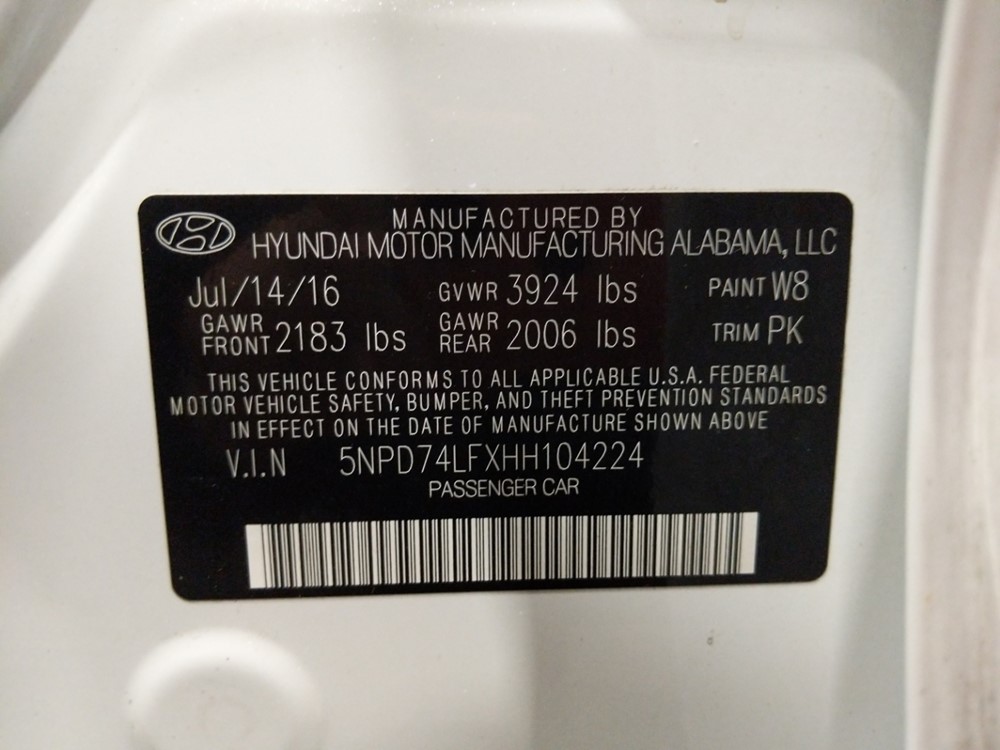 MANUFACTURED BY
HYUNDAI MOTOR MANUFACTURING ALABAMA, LLC
Jul/14/16 GVWR 3924 lbs PAINT W8
GAWR FRONT 2183 lbs GAWR REAR 2006 lbs TRIM PK
THIS VEHICLE CONFORMS TO ALL APPLICABLE U.S.A. FEDERAL
MOTOR VEHICLE SAFETY, BUMPER, AND THEFT PREVENTION STANDARDS
IN EFFECT ON THE DATE OF MANUFACTURE SHOWN ABOVE
V.I.N 5NPD74LFXHH104224
PASSENGER CAR